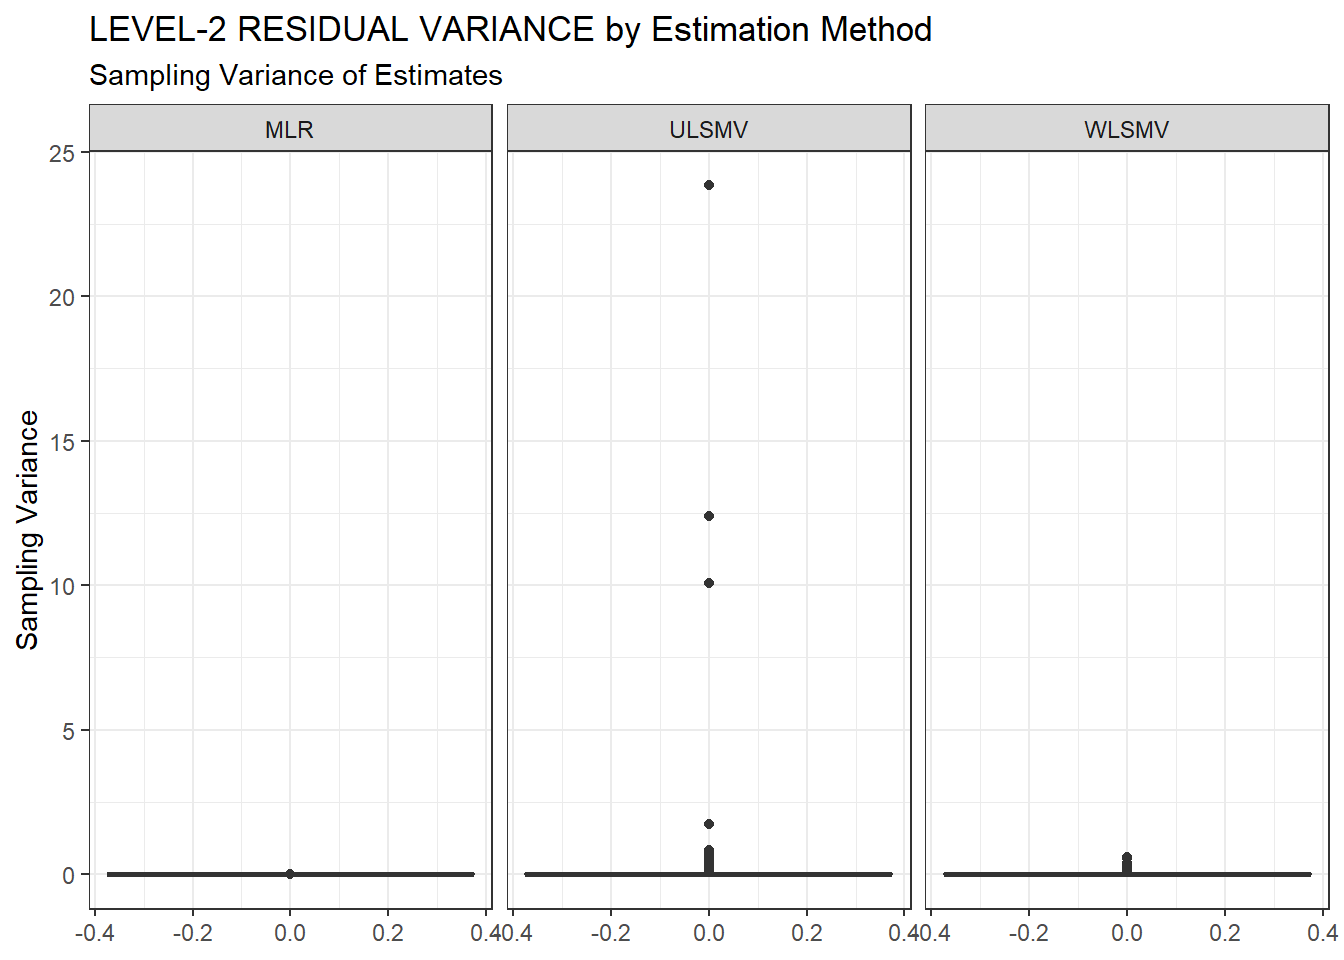 LEVEL-2 RESIDUAL VARIANCE by Estimation Method
Sampling Variance of Estimates
MLR ULSMV WLSMV
Sampling Variance
25
20
15
10
5
0
-0.4 -0.2 0.0 0.2 0.4 -0.4 -0.2 0.0 0.2 0.4 -0.4 -0.2 0.0 0.2 0.4